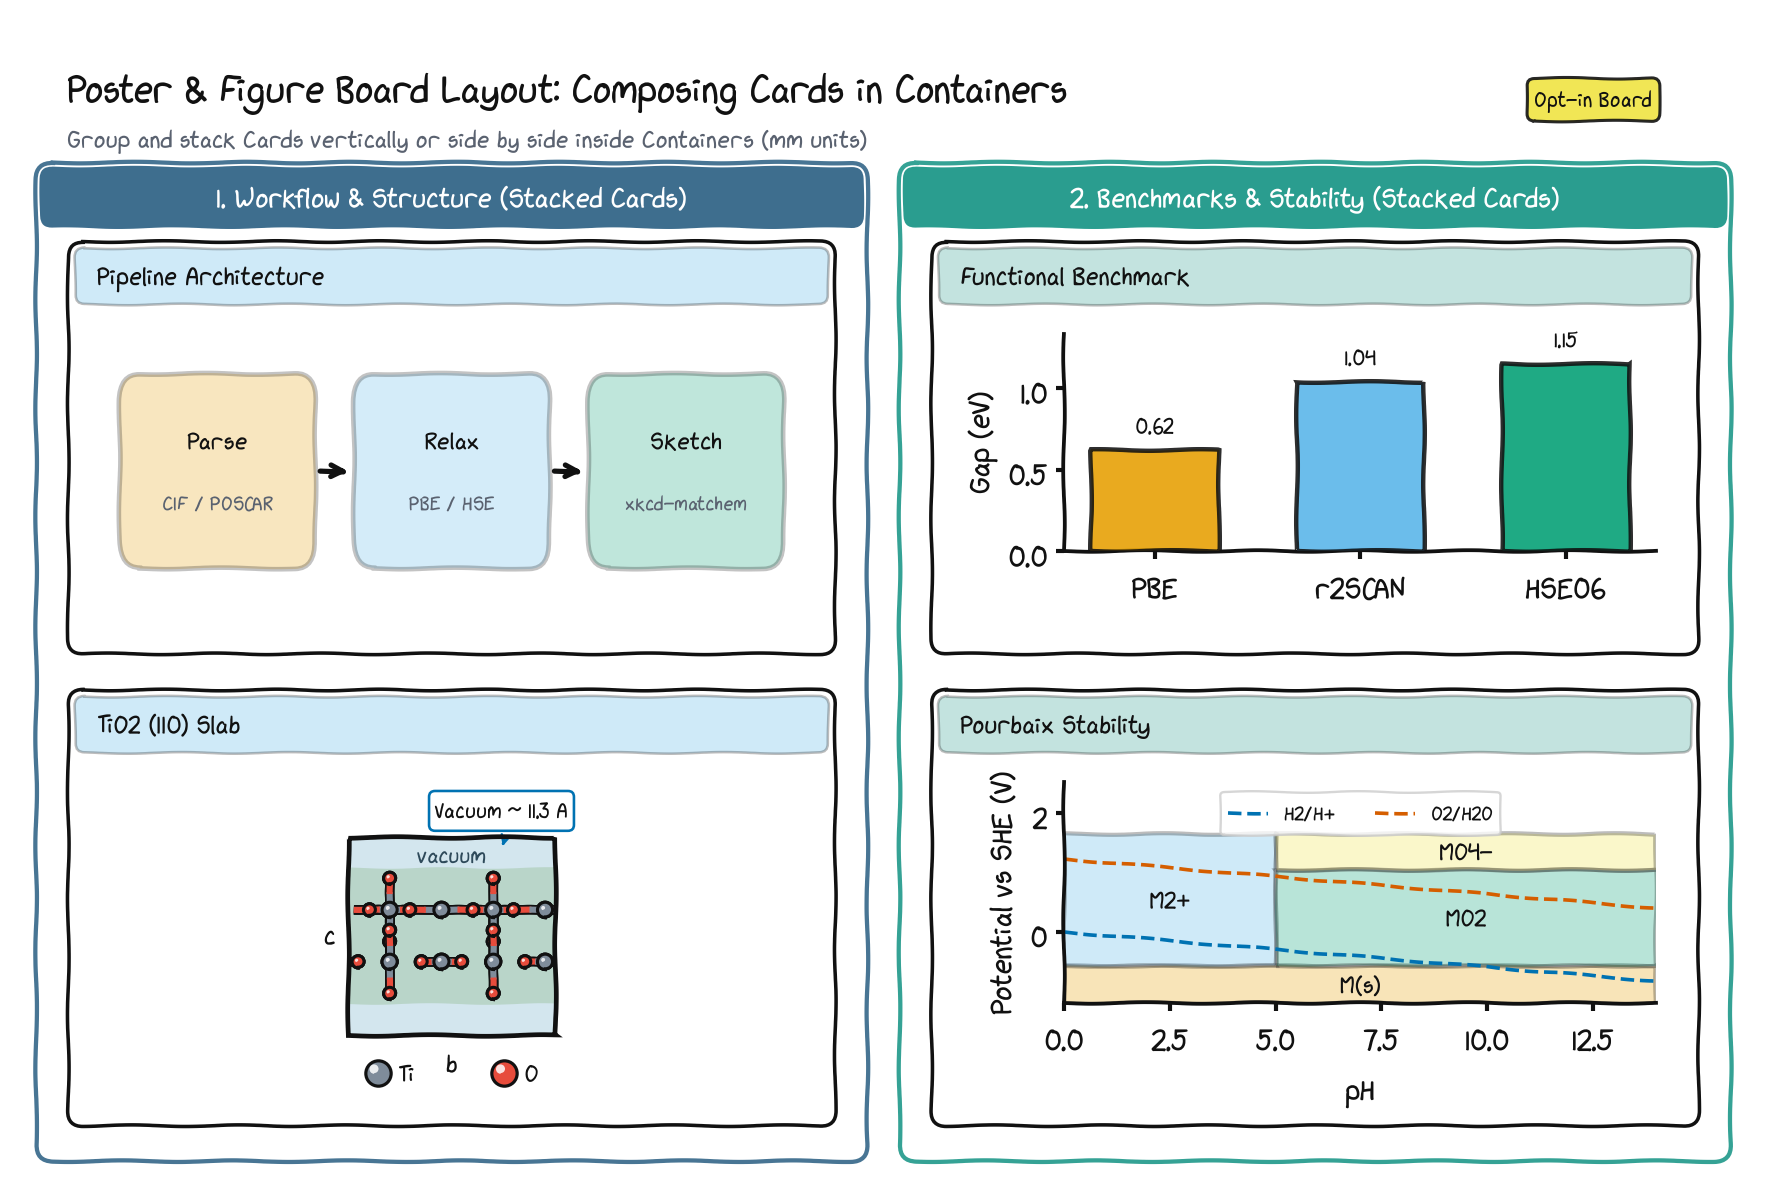 Poster & Figure Board Layout: Composing Cards in Containers
Opt-in Board
Group and stack Cards vertically or side by side inside Containers (mm units)
1. Workflow & Structure (Stacked Cards)
Pipeline Architecture
Parse
CIF / POSCAR
Relax
PBE / HSE
Sketch
xkcd-matchem
TiO2 (110) Slab
Vacuum ~ 11.3 A
vacuum
c
b
Ti
O
2. Benchmarks & Stability (Stacked Cards)
Functional Benchmark
Gap (eV)
1.0
0.5
0.0
0.62
1.04
1.15
PBE
r2SCAN
HSE06
Pourbaix Stability
Potential vs SHE (V)
2
0
H2/H+
O2/H2O
MO4-
M2+
MO2
M(s)
0.0
2.5
5.0
7.5
10.0
12.5
pH